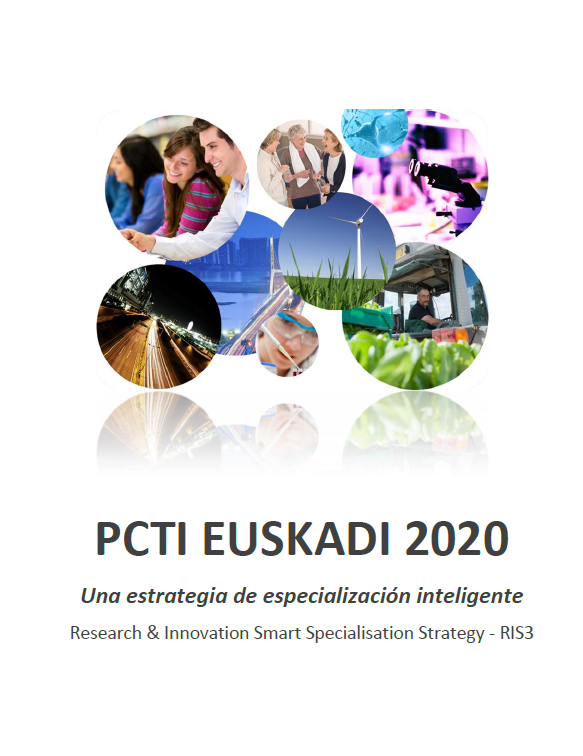 PCTI EUSKADI 2020
Una estrategia de especialización inteligente
Research & Innovation Smart Specialisation Strategy - RIS3